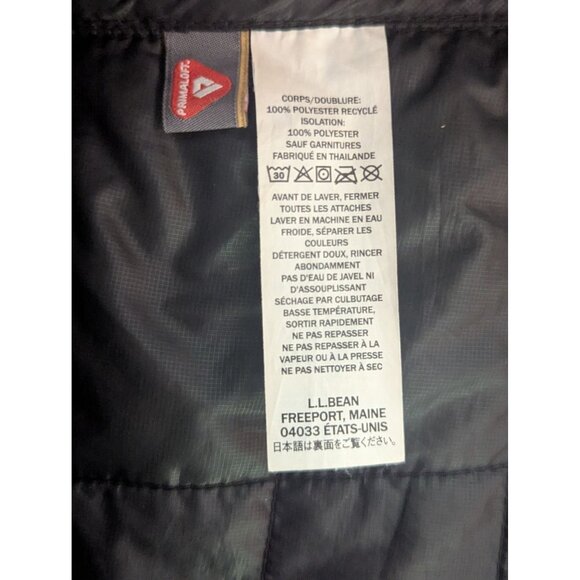 PRIMALOFT
CORPS/DOUBLURE:
100% POLYESTER RECYCLÉ
ISOLATION:
100% POLYESTER
SAUF GARNITURES
FABRIQUÉ EN THAILANDE
30
AVANT DE LAVER, FERMER
TOUTES LES ATTACHES
LAVER EN MACHINE EN EAU
FROIDE, SÉPARER LES
COULEURS
DÉTERGENT DOUX, RINCER
ABONDAMMENT
PAS D'EAU DE JAVEL NI
D'ASSOUPLISSANT
SÉCHAGE PAR CULBUTAGE
BASSE TEMPÉRATURE,
SORTIR RAPIDEMENT
NE PAS REPASSER
NE PAS REPASSER À LA
VAPEUR OU À LA PRESSE
NE PAS NETTOYER À SEC
L.L.BEAN
FREEPORT, MAINE
04033 ÉTATS-UNIS
日本語は裏面をご覧ください。